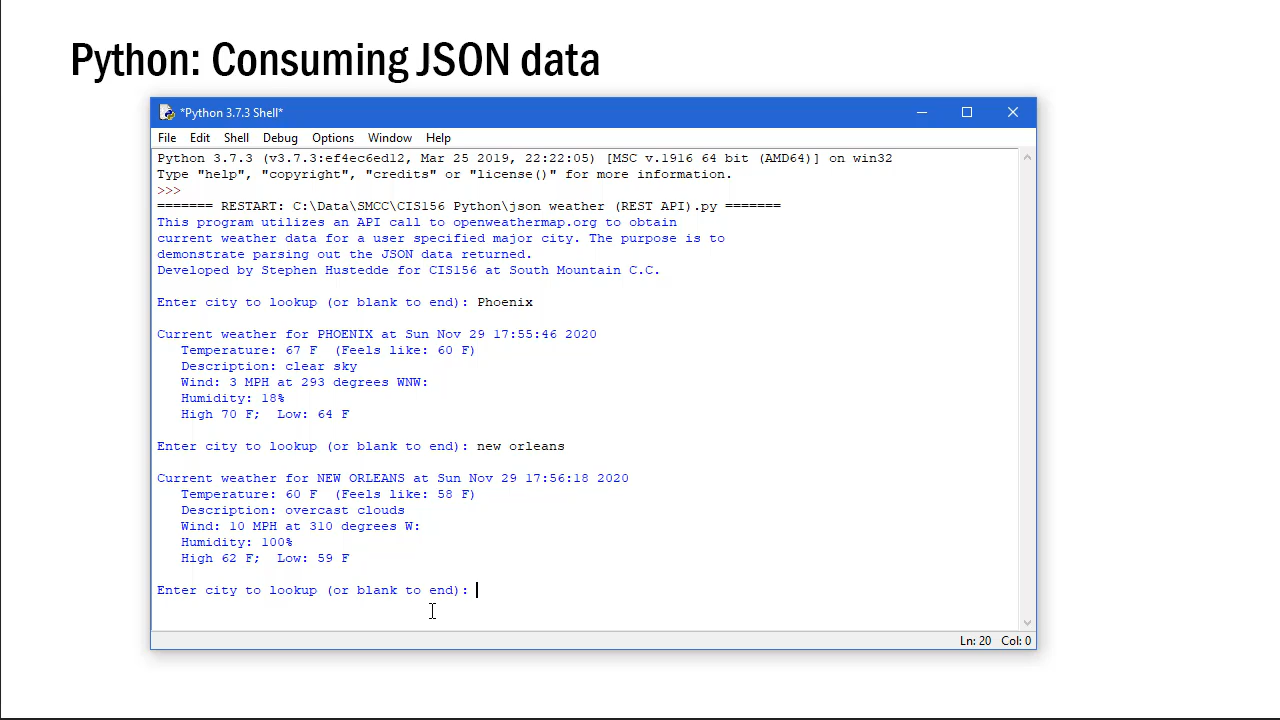 Python: Consuming JSON data
*Python 3.7.3 Shell*
File Edit Shell Debug Options Window Help
Python 3.7.3 (v3.7.3:ef4ec6ed12, Mar 25 2019, 22:22:05) [MSC v.1916 64 bit (AMD64)] on win32
Type "help", "copyright", "credits" or "license()" for more information.
>>>
======= RESTART: C:\Data\SMCC\CIS156 Python\json weather (REST API).py =======
This program utilizes an API call to openweathermap.org to obtain
current weather data for a user specified major city. The purpose is to
demonstrate parsing out the JSON data returned.
Developed by Stephen Hustedde for CIS156 at South Mountain C.C.
Enter city to lookup (or blank to end): Phoenix
Current weather for PHOENIX at Sun Nov 29 17:55:46 2020
Temperature: 67 F (Feels like: 60 F)
Description: clear sky
Wind: 3 MPH at 293 degrees WNW:
Humidity: 18%
High 70 F; Low: 64 F
Enter city to lookup (or blank to end): new orleans
Current weather for NEW ORLEANS at Sun Nov 29 17:56:18 2020
Temperature: 60 F (Feels like: 58 F)
Description: overcast clouds
Wind: 10 MPH at 310 degrees W:
Humidity: 100%
High 62 F; Low: 59 F
Enter city to lookup (or blank to end):
Ln: 20 Col: 0